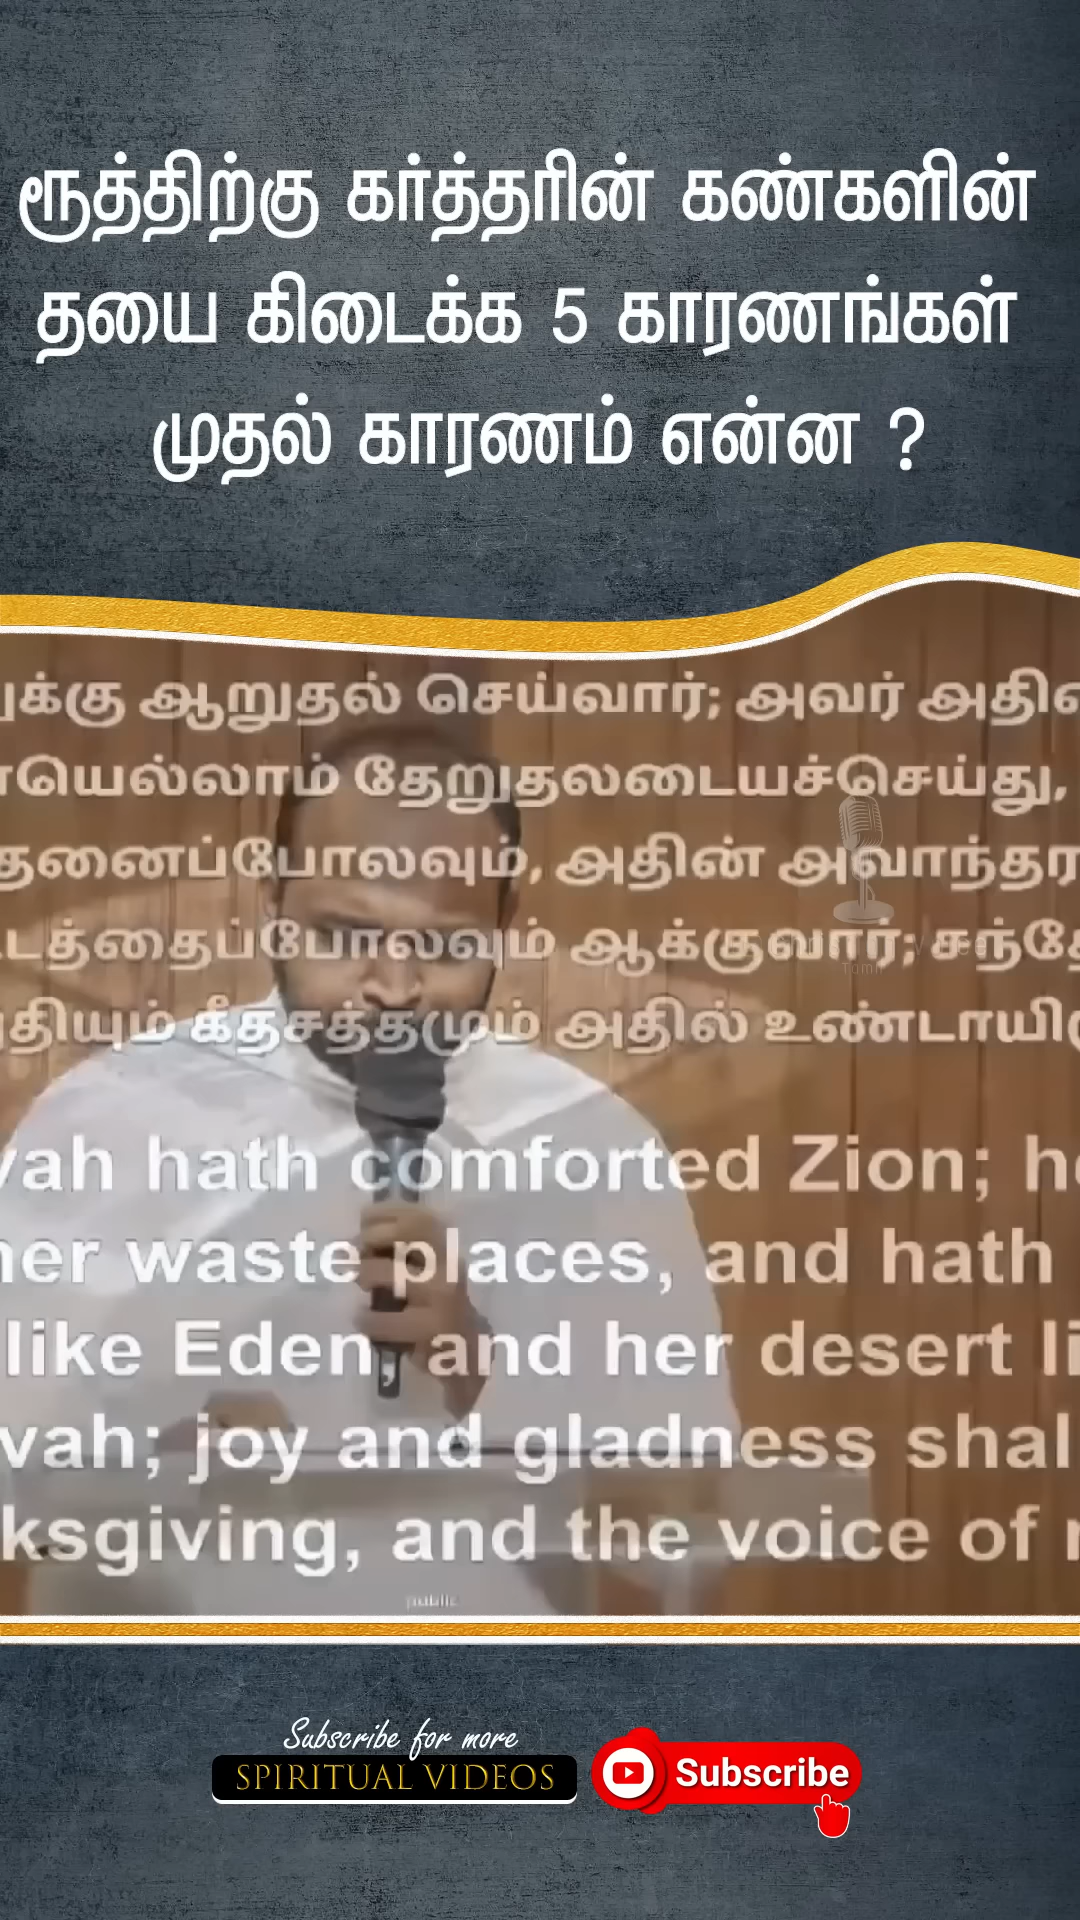 ரூத்திற்கு கர்த்தரின் கண்களின்
தயை கிடைக்க 5 காரணங்கள்
முதல் காரணம் என்ன ?
க்கு ஆறுதல் செய்வார்; அவர் அதின
யெல்லாம் தேறுதலடையச்செய்து,
தனைப்போலவும், அதின் அவாந்தர
டத்தைப்போலவும் ஆக்குவார்; சந்தே
தியும் கீதசத்தமும் அதில் உண்டாயிரு
vah hath comforted Zion; he
her waste places, and hath
like Eden, and her desert li
vah; joy and gladness shal
ksgiving, and the voice of
Tamil
public
Subscribe for more
SPIRITUAL VIDEOS
Subscribe